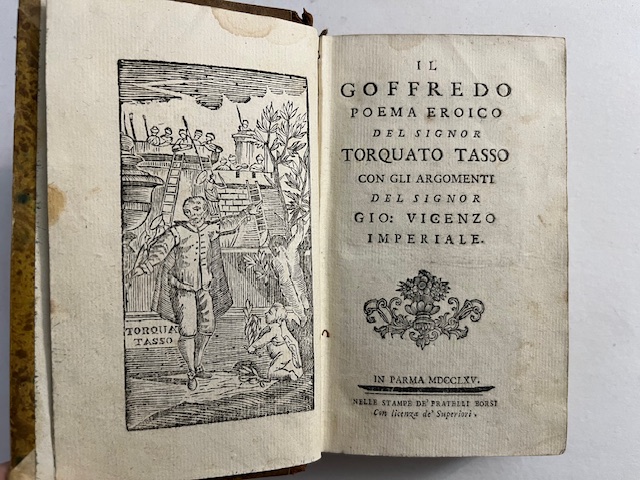 TORQUA
TASSO
IL
GOFFREDO
POEMA EROICO
DEL SIGNOR
TORQUATO TASSO
CON GLI ARGOMENTI
DEL SIGNOR
GIO: VICENZO
IMPERIALE.
IN PARMA MDCCLXV.
NELLE STAMPE DE' FRATELLI BORSI
Con licenza de' Superiori.